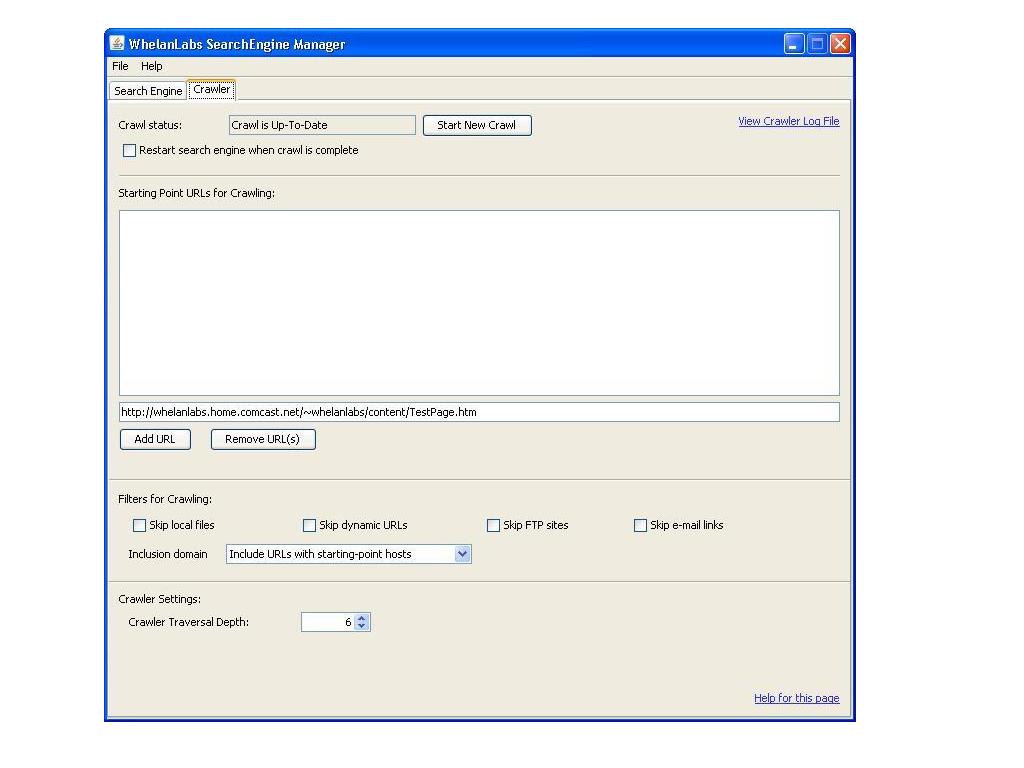 WhelanLabs SearchEngine Manager
File Help
Search Engine Crawler
Crawl status: Crawl is Up-To-Date Start New Crawl View Crawler Log File
Restart search engine when crawl is complete
Starting Point URLs for Crawling:
http://whelanlabs.home.comcast.net/~whelanlabs/content/TestPage.htm
Add URL Remove URL(s)
Filters for Crawling:
Skip local files Skip dynamic URLs Skip FTP sites Skip e-mail links
Inclusion domain Include URLs with starting-point hosts
Crawler Settings:
Crawler Traversal Depth: 6
Help for this page